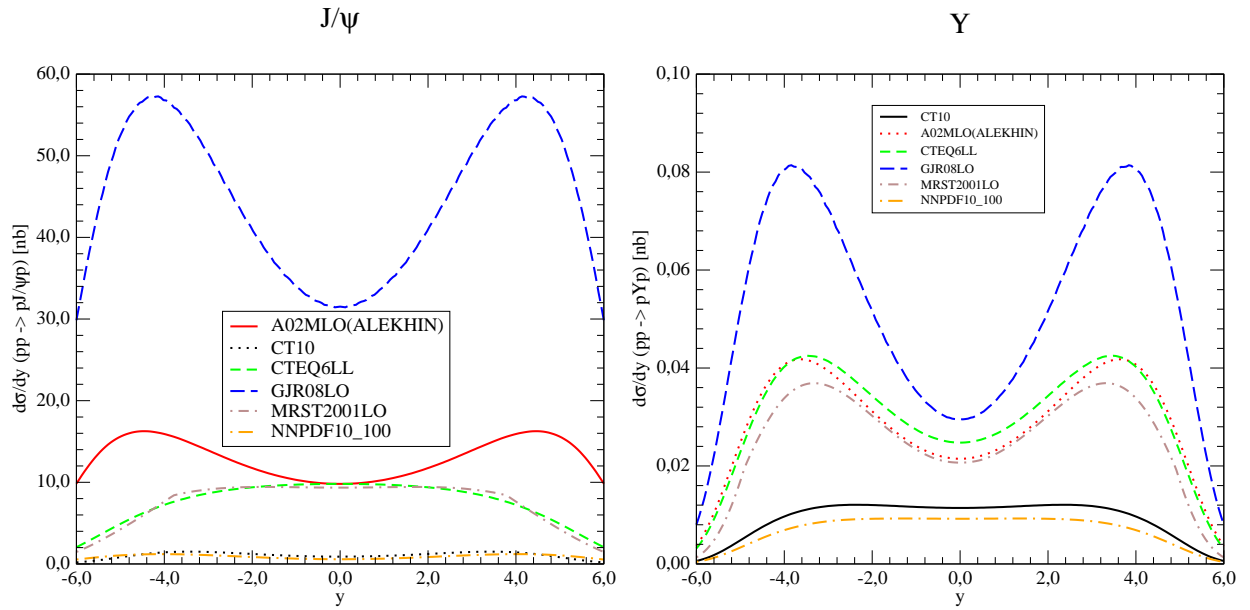 J/ψ
60,0
50,0
40,0
30,0
20,0
10,0
0,0
-6,0
-4,0
-2,0
0,0
2,0
4,0
6,0
y
dσ/dy (pp -> pJ/ψp) [nb]
A02MLO(ALEKHIN)
CT10
CTEQ6LL
GJR08LO
MRST2001LO
NNPDF10_100
Y
0,10
0,08
0,06
0,04
0,02
0,00
-6,0
-4,0
-2,0
0,0
2,0
4,0
6,0
y
dσ/dy (pp -> pYp) [nb]
CT10
A02MLO(ALEKHIN)
CTEQ6LL
GJR08LO
MRST2001LO
NNPDF10_100